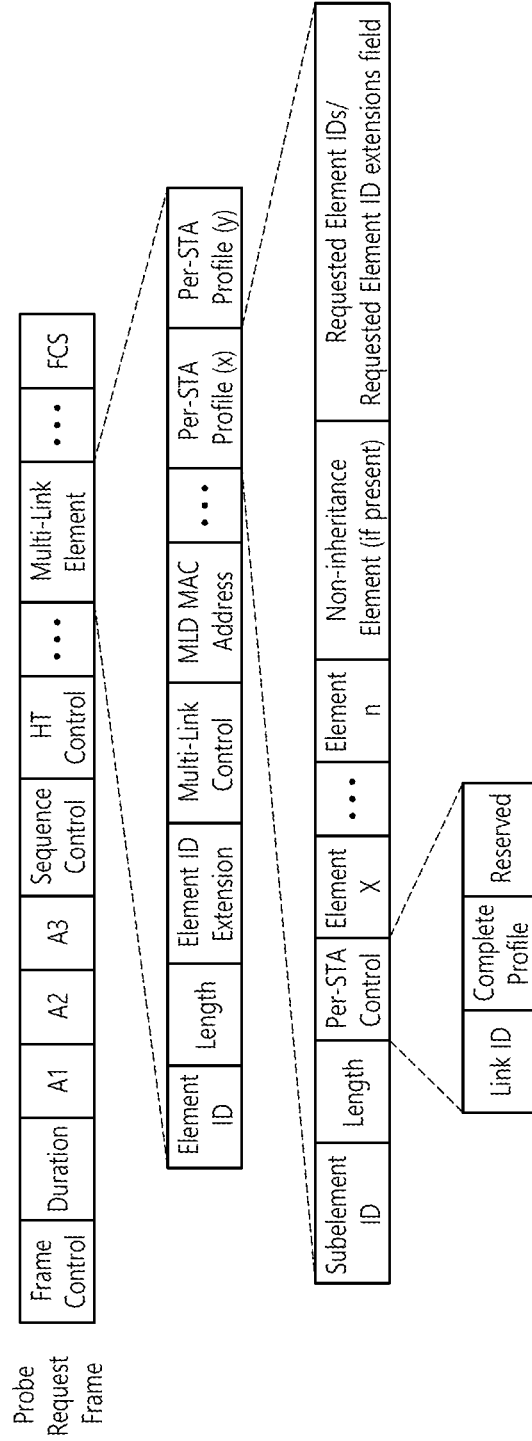 Probe
Request
Frame
Frame
Control
Duration
A1
A2
A3
Sequence
Control
HT
Control
•••
Multi-Link
Element
•••
FCS
Element
ID
Length
Element ID
Extension
Multi-Link
Control
MLD MAC
Address
•••
Per-STA
Profile (x)
Per-STA
Profile (y)
Subelement
ID
Length
Per-STA
Control
Element
X
•••
Element
n
Non-inheritance
Element (if present)
Requested Element IDs/
Requested Element ID extensions field
Link ID
Complete
Profile
Reserved